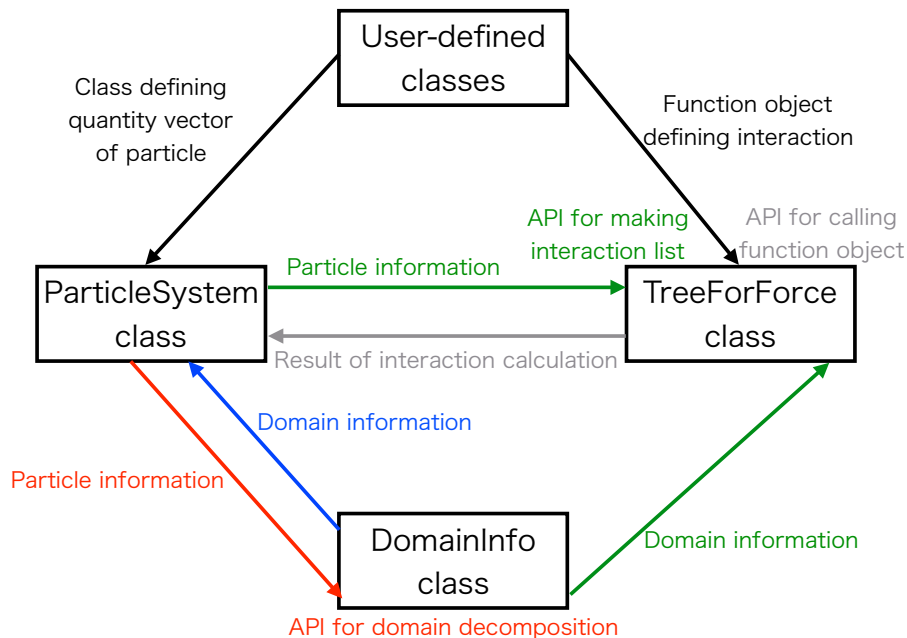 User-defined
classes
Class defining
quantity vector
of particle
Function object
defining interaction
API for making
interaction list
API for calling
function object
Particle information
ParticleSystem
class
TreeForForce
class
Result of interaction calculation
Domain information
Particle information
DomainInfo
class
Domain information
API for domain decomposition